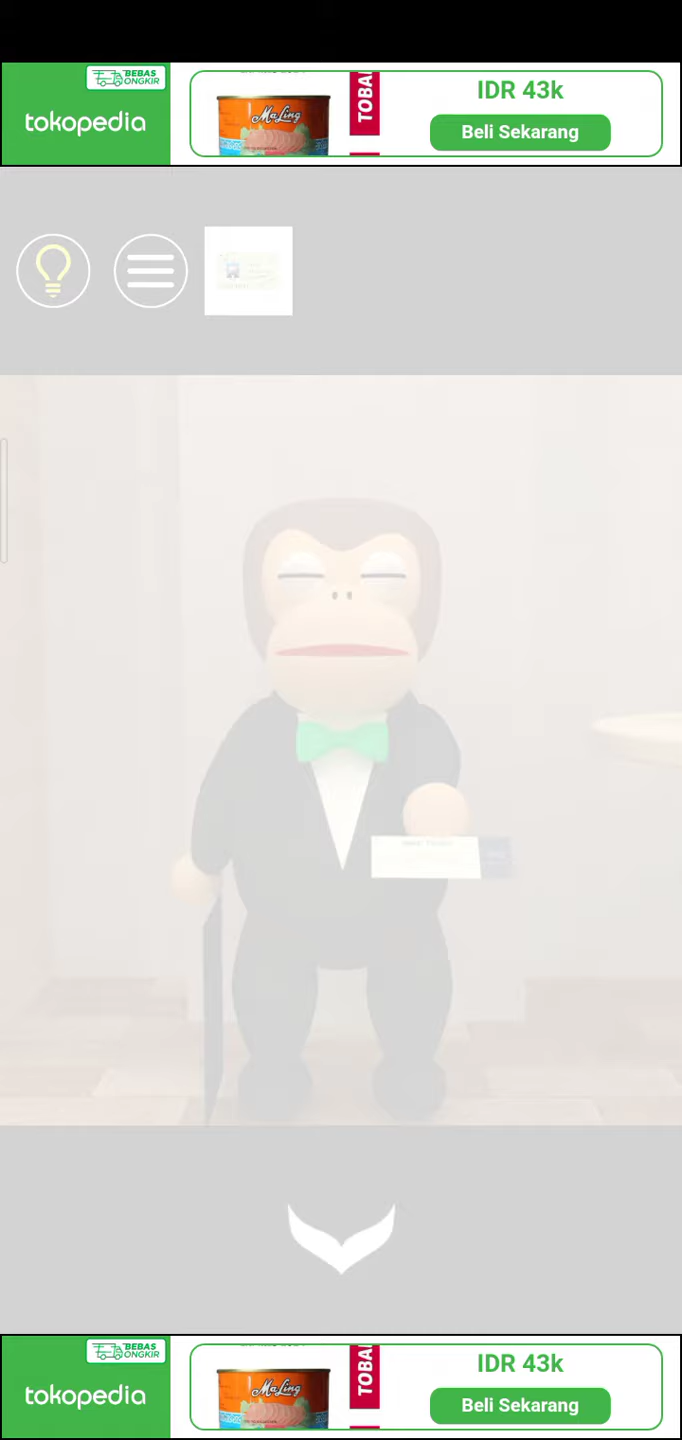 BEBAS
ONGKIR
tokopedia
MaLing
TOBA
IDR 43k
Beli Sekarang
BEBAS
ONGKIR
tokopedia
MaLing
TOBA
IDR 43k
Beli Sekarang